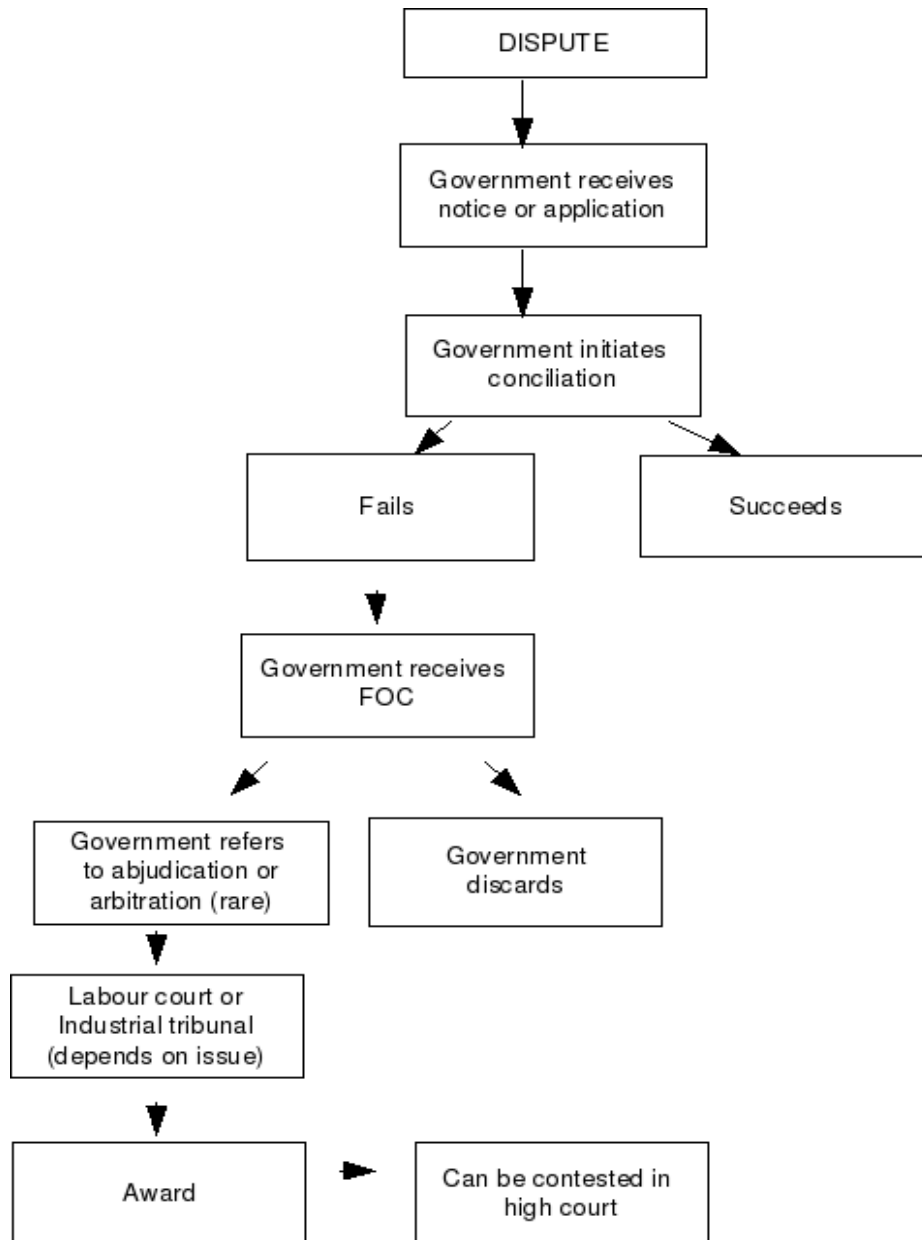 DISPUTE
Government receives
notice or application
Government initiates
conciliation
Fails
Succeeds
Government receives
FOC
Government refers
to abjudication or
arbitration (rare)
Government
discards
Labour court or
Industrial tribunal
(depends on issue)
Award
Can be contested in
high court